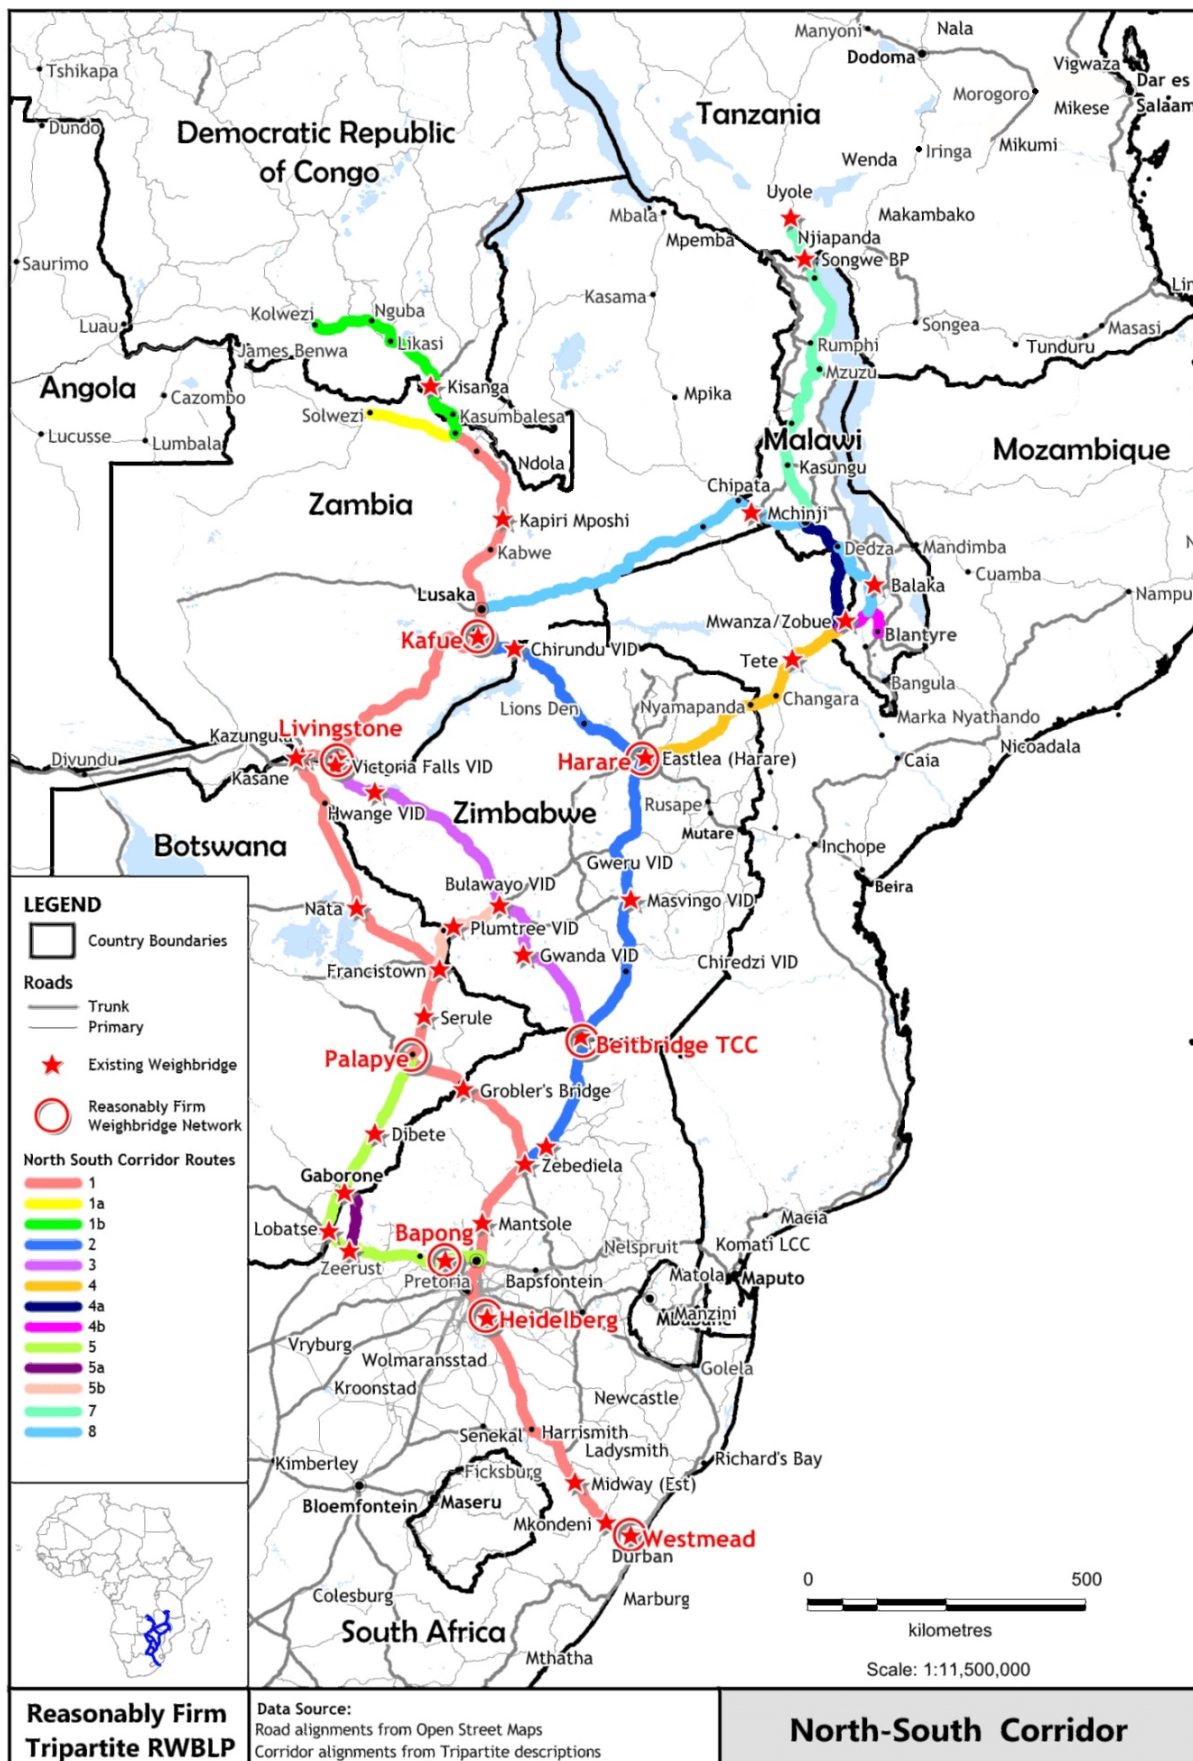 Manyoni
Nala
Dodoma
Vigwaza
Tshikapa
Dar es
Salaam
Morogoro
Mikese
Tanzania
Dundo
Democratic Republic
of Congo
Mikumi
Iringa
Wenda
Uyole
Mbala
Makambako
Mpemba
Njiapanda
Songwe BP
Saurimo
Kasama
Kolwezi
Nguba
Luau
Songea
Masasi
Likasi
Rumphi
Tunduru
James Benwa
Mzuzu
Angola
Kisanga
Cazombo
Mpika
Solwezi
Kasumbalesa
Lucusse
Lumbala
Malawi
Mozambique
Ndola
Kasungu
Zambia
Chipata
Mchinji
Kapiri Mposhi
Kabwe
Dedza
Mandimba
Cuamba
Balaka
Nampu
Lusaka
Mwanza/Zobue
Kafue
Blantyre
Chirundu VID
Tete
Bangula
Lions Den
Nyamapanda
Changara
Marka Nyathando
Livingstone
Kazungula
Nicoadala
Divundu
Victoria Falls VID
Harare
Eastlea (Harare)
Caia
Kasane
Hwange VID
Zimbabwe
Rusape
Mutare
Botswana
Inchope
Gweru VID
Bulawayo VID
Beira
Nata
Masvingo VID
Plumtree VID
Gwanda VID
Chiredzi VID
Francistown
Serule
Beitbridge TCC
Palapye
Grobler's Bridge
Dibete
Zebediela
Gaborone
Lobatse
Bapong
Mantsole
Macia
Nelspruit
Komati LCC
Zeerust
Pretoria
Bapsfontein
Matola
Maputo
Manzini
Heidelberg
Vryburg
Wolmaransstad
Golela
Kroonstad
Newcastle
Senekal
Harrismith
Ladysmith
Kimberley
Ficksburg
Richard's Bay
Midway (Est)
Bloemfontein
Maseru
Mkondeni
Westmead
Durban
Colesburg
Marburg
South Africa
Mthatha
LEGEND
Country Boundaries
Roads
Trunk
Primary
Existing Weighbridge
Reasonably Firm
Weighbridge Network
North South Corridor Routes
1
1a
1b
2
3
4
4a
4b
5
5a
5b
7
8
0 500
kilometres
Scale: 1:11,500,000
Reasonably Firm
Tripartite RWBLP
Data Source:
Road alignments from Open Street Maps
Corridor alignments from Tripartite descriptions
North-South Corridor